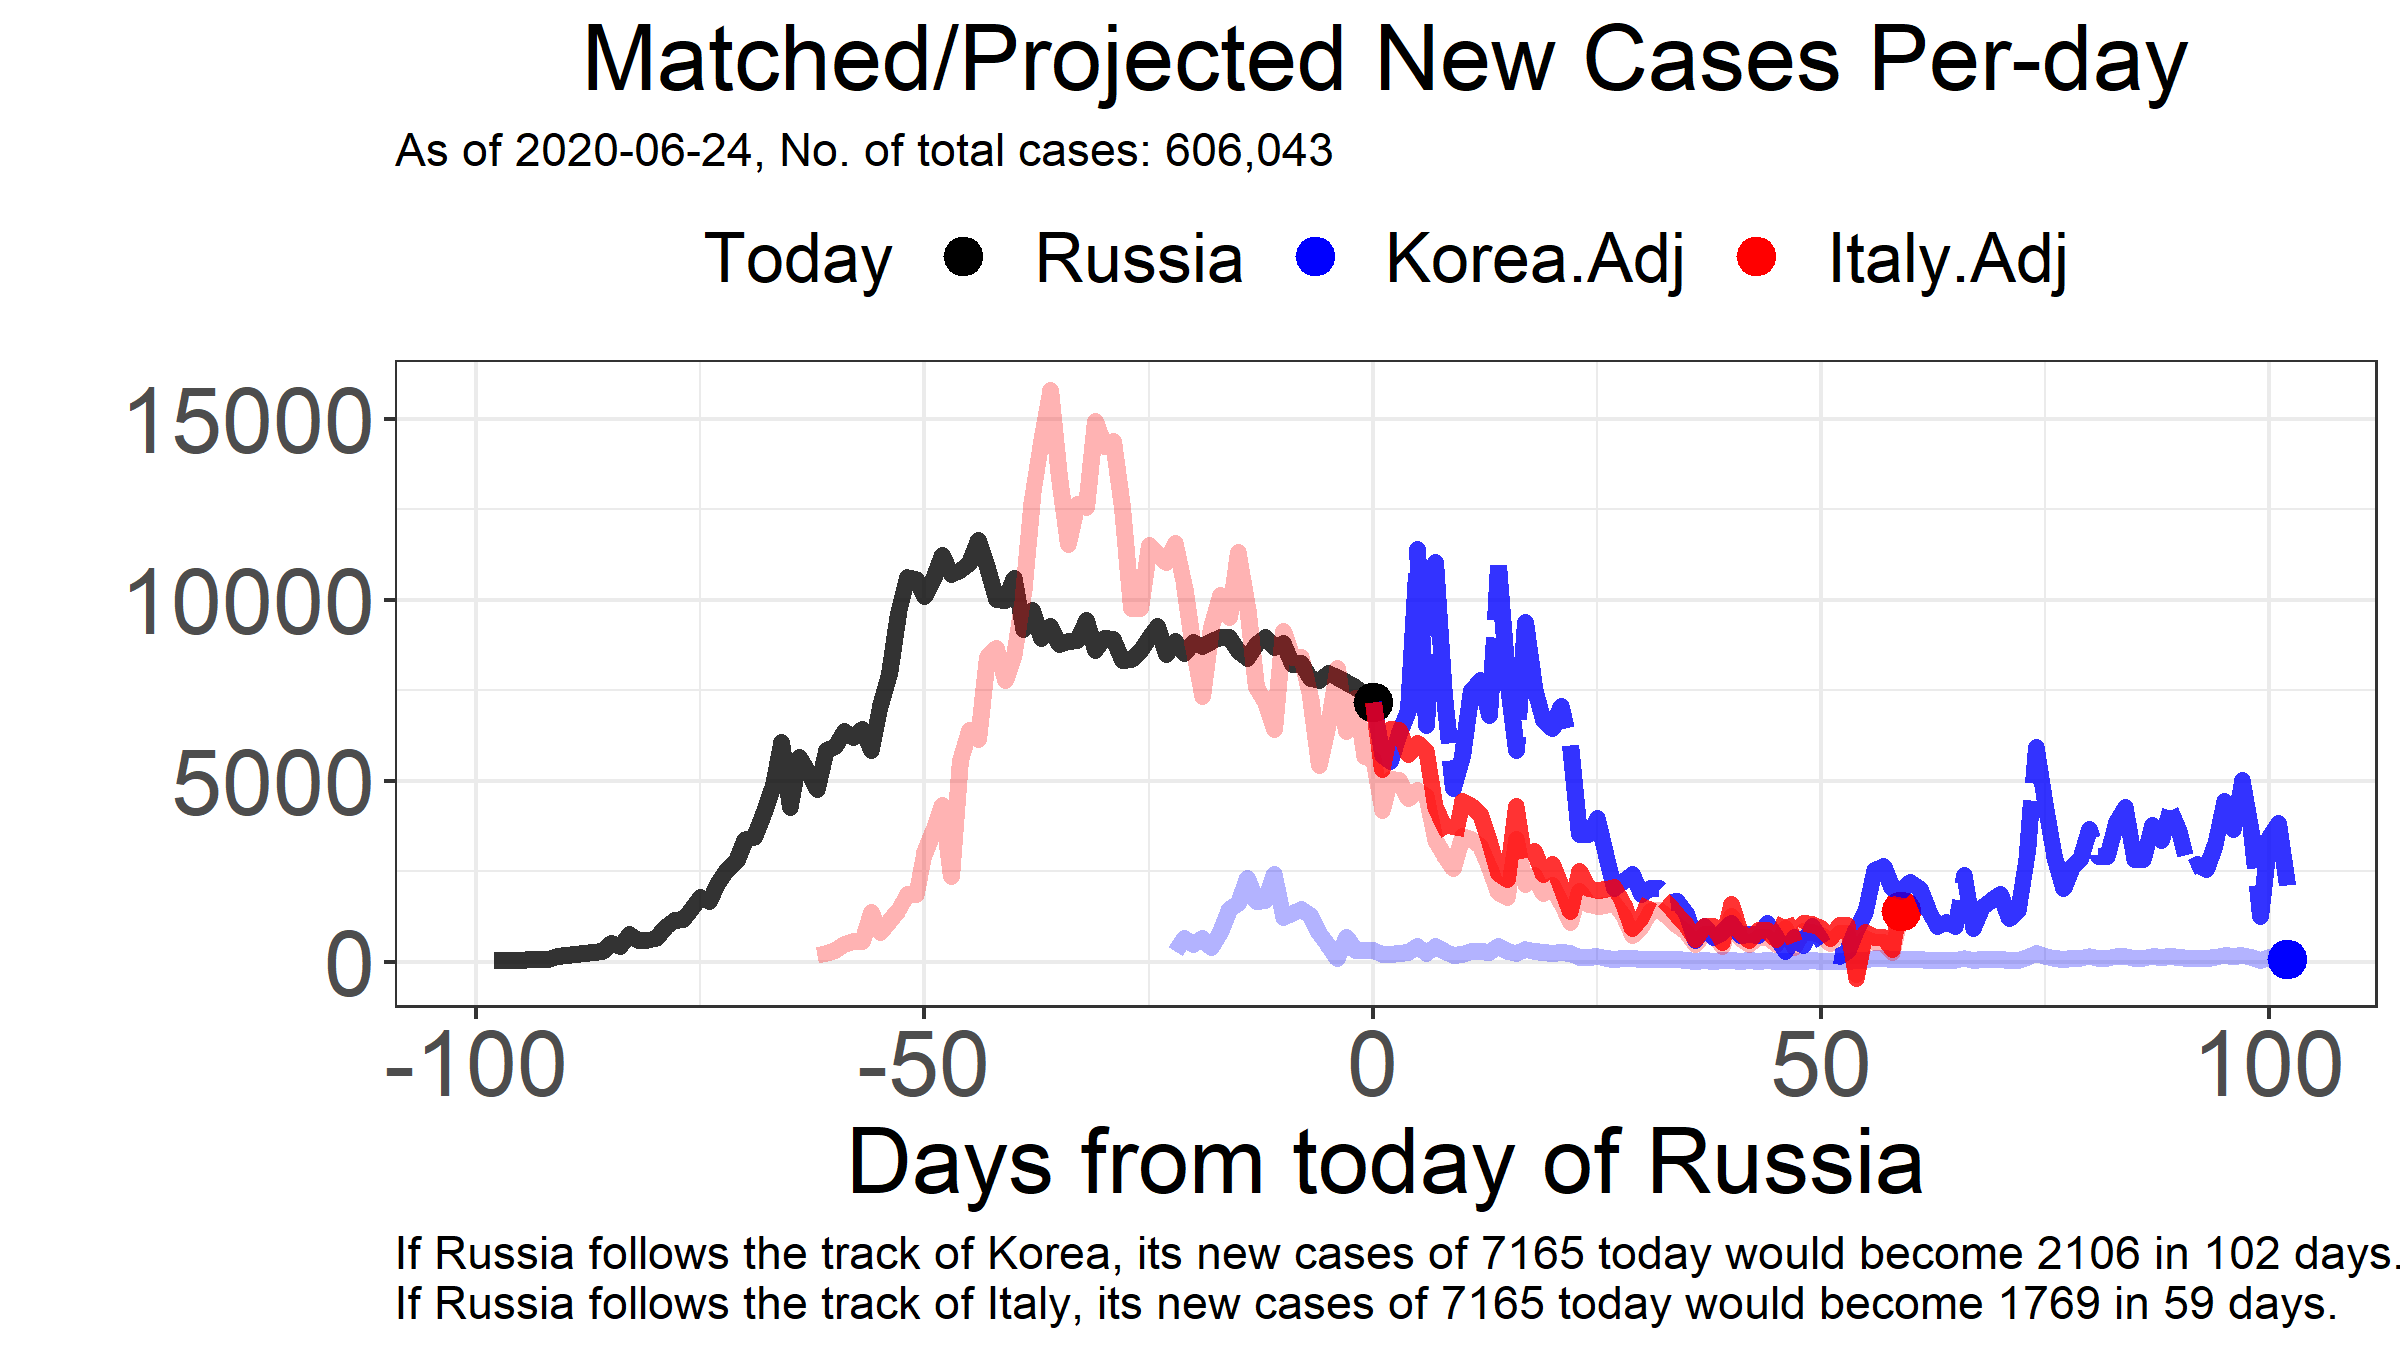 Matched/Projected New Cases Per-day
As of 2020-06-24, No. of total cases: 606,043
Today Russia Korea.Adj Italy.Adj
15000
10000
5000
0
-100 -50 0 50 100
Days from today of Russia
If Russia follows the track of Korea, its new cases of 7165 today would become 2106 in 102 days.
If Russia follows the track of Italy, its new cases of 7165 today would become 1769 in 59 days.